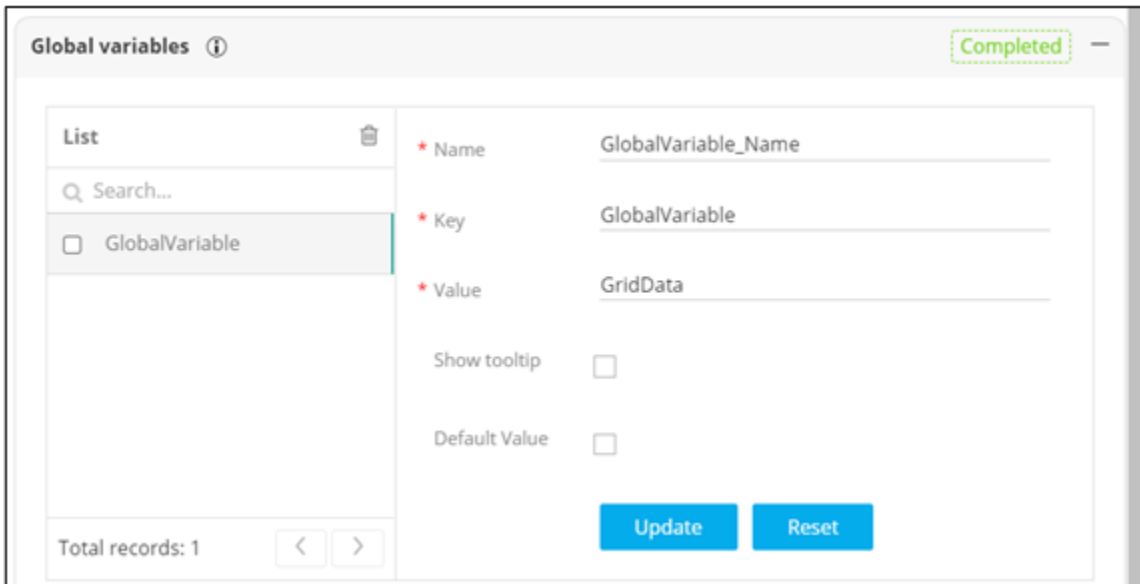 Global variables
Completed
List
Search...
GlobalVariable
Total records: 1
* Name GlobalVariable_Name
* Key GlobalVariable
* Value GridData
Show tooltip
Default Value
Update Reset